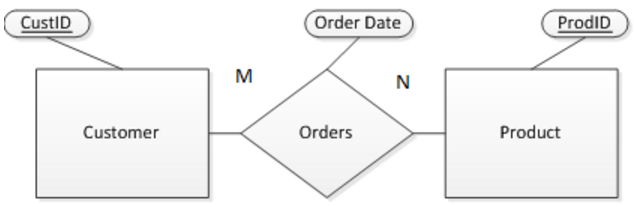 CustID
Order Date
ProdID
M
N
Customer
Orders
Product